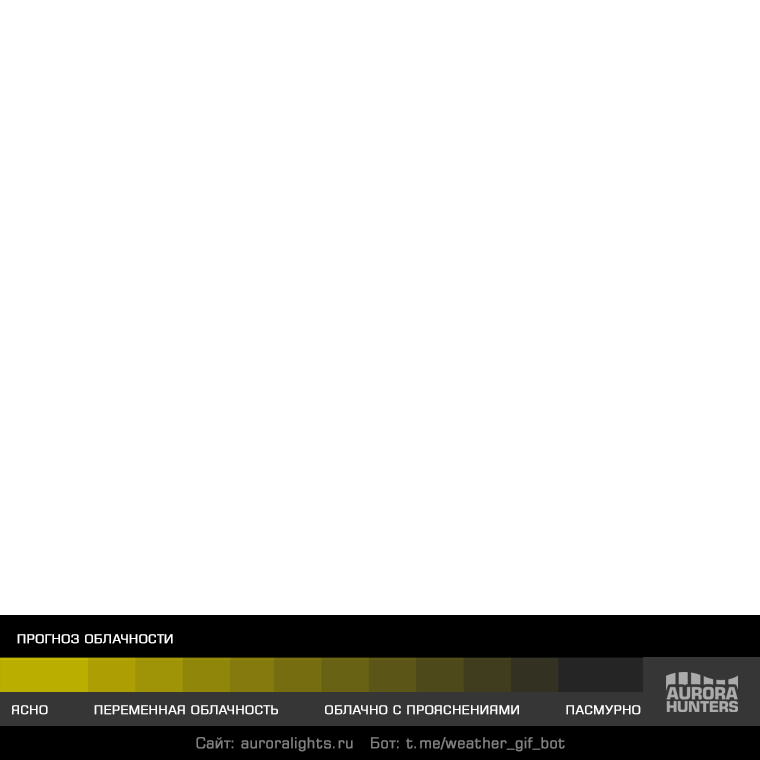 ПРОГНОЗ ОБЛАЧНОСТИ
ЯСНО ПЕРЕМЕННАЯ ОБЛАЧНОСТЬ ОБЛАЧНО С ПРОЯСНЕНИЯМИ ПАСМУРНО
AURORA
HUNTERS
Сайт: auroralights.ru Бот: t.me/weather_gif_bot